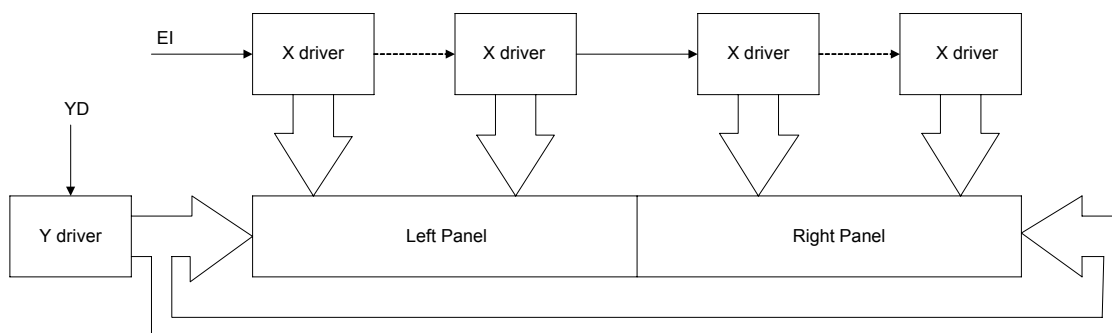 EI
X driver
X driver
X driver
X driver
YD
Y driver
Left Panel
Right Panel